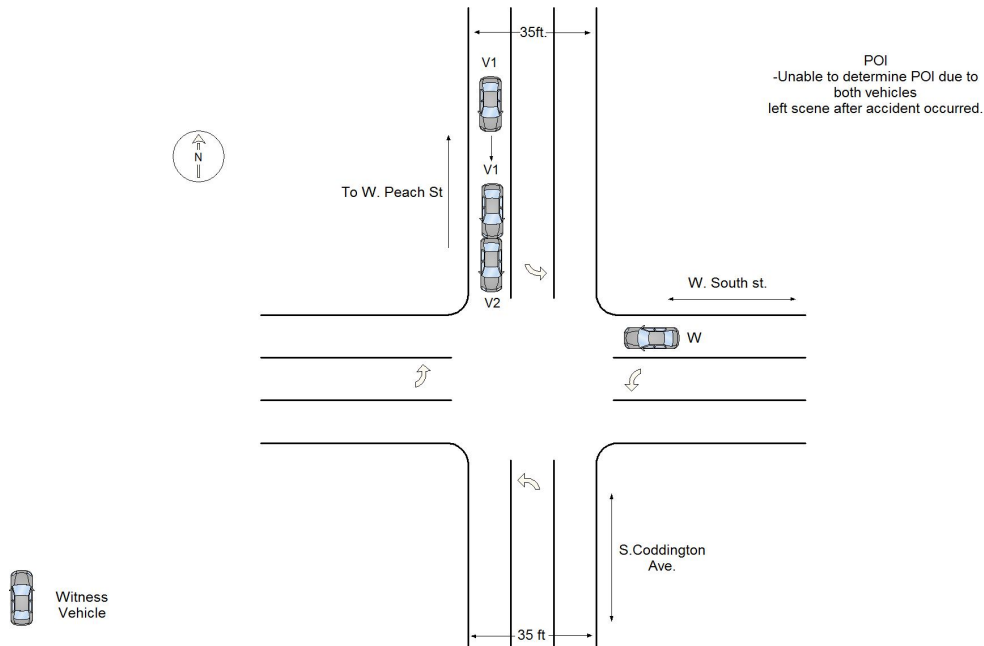 35ft.
V1
POI
-Unable to determine POI due to
both vehicles
left scene after accident occurred.
N
V1
To W. Peach St
W. South st.
V2
W
S.Coddington
Ave.
Witness
Vehicle
35 ft